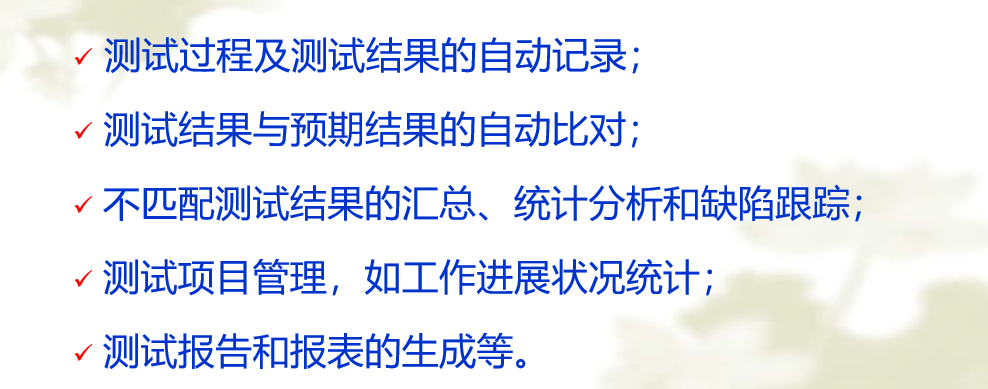 ✓ 测试过程及测试结果的自动记录；
✓ 测试结果与预期结果的自动比对；
✓ 不匹配测试结果的汇总、统计分析和缺陷跟踪；
✓ 测试项目管理，如工作进展状况统计；
✓ 测试报告和报表的生成等。